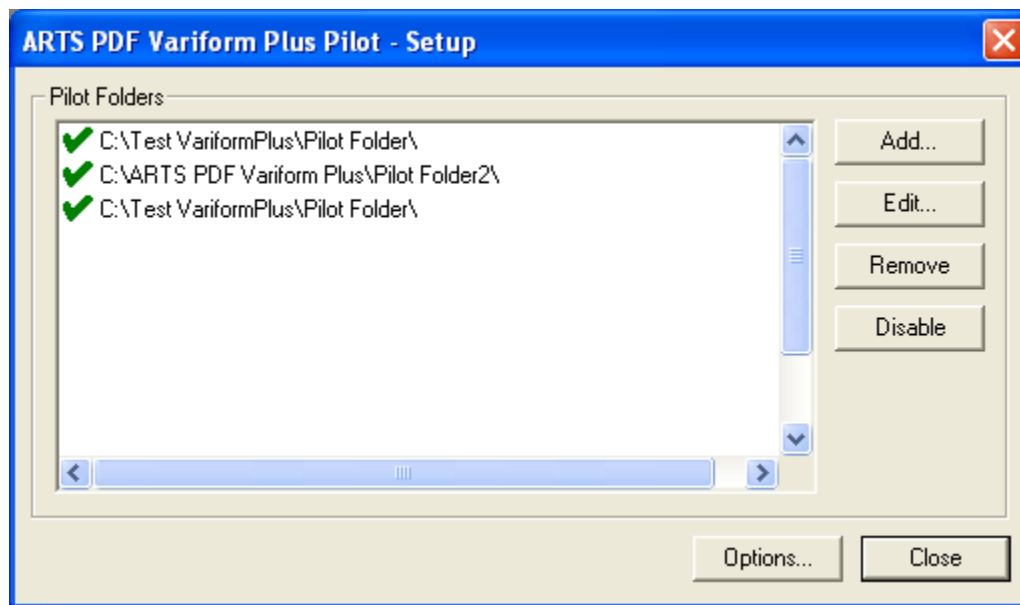 ARTS PDF Variform Plus Pilot - Setup
Pilot Folders
C:\Test VariformPlus\Pilot Folder\
C:\ARTS PDF Variform Plus\Pilot Folder2\
C:\Test VariformPlus\Pilot Folder\
Add...
Edit...
Remove
Disable
Options...
Close